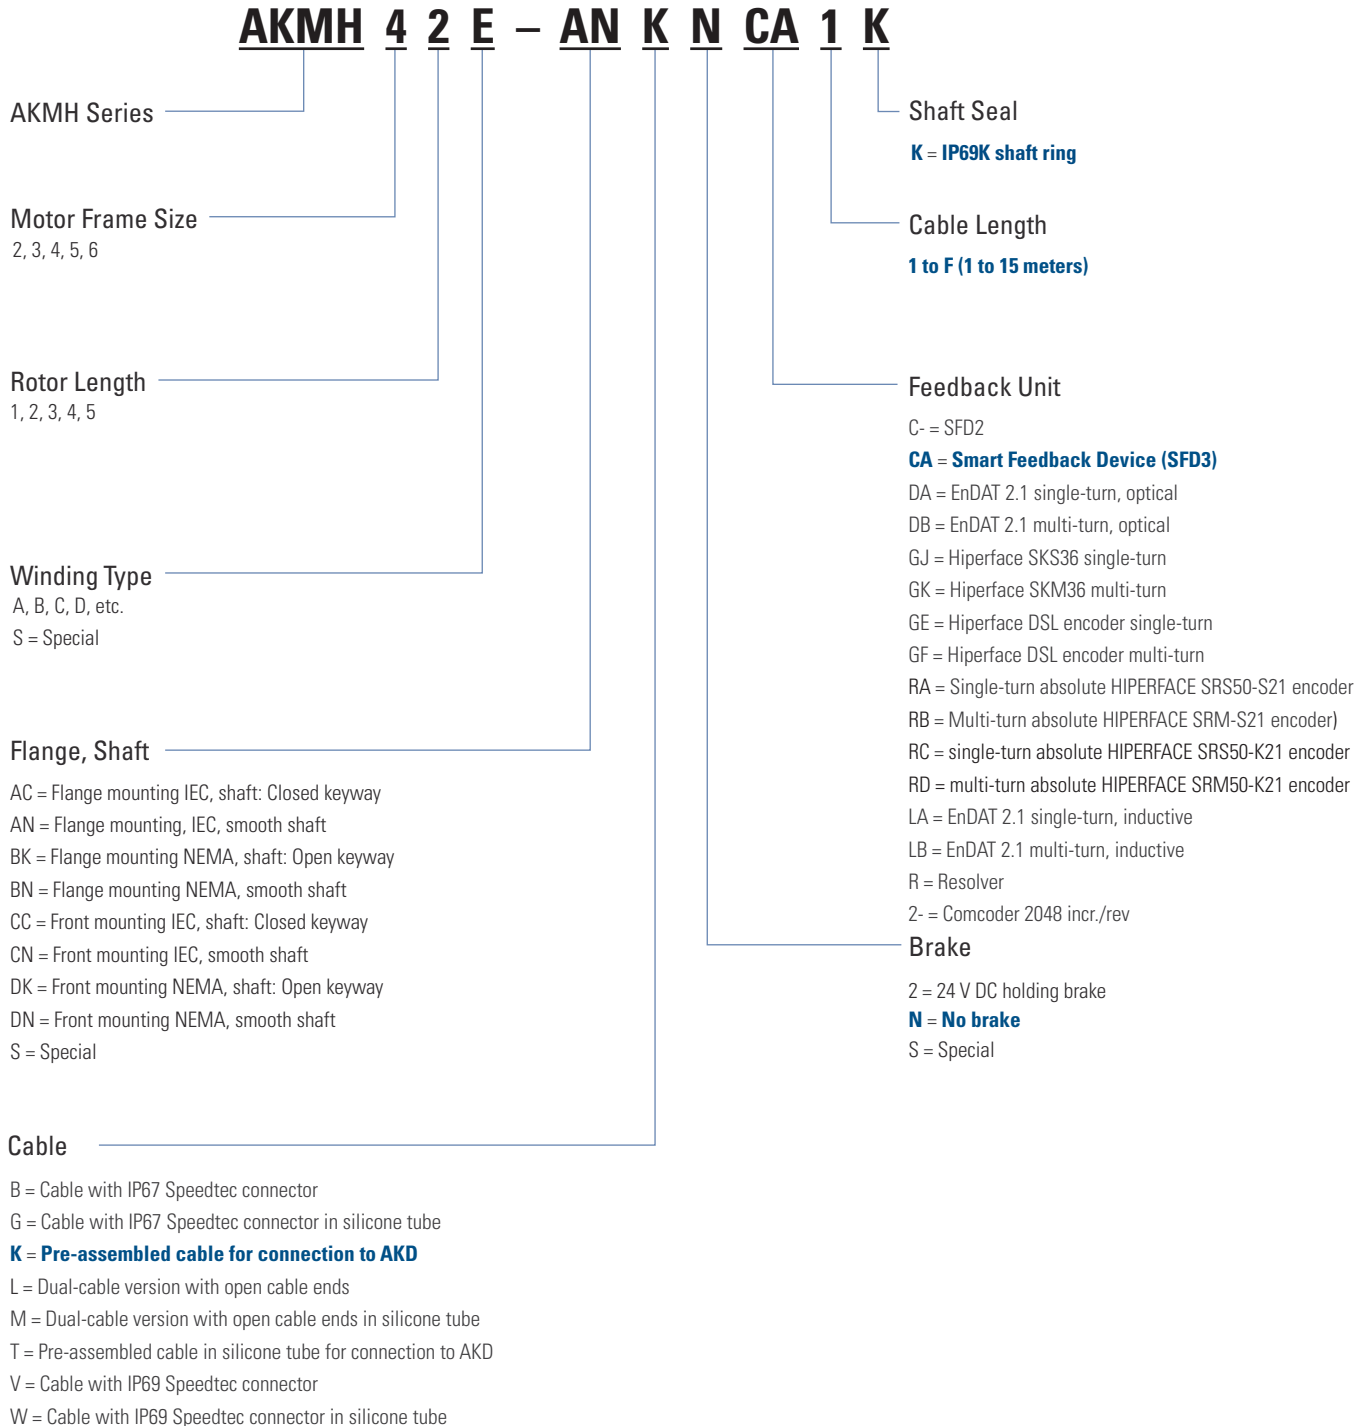 AKMH 4 2 E – AN K N CA 1 K
AKMH Series
Motor Frame Size
2, 3, 4, 5, 6
Rotor Length
1, 2, 3, 4, 5
Winding Type
A, B, C, D, etc.
S = Special
Flange, Shaft
AC = Flange mounting IEC, shaft: Closed keyway
AN = Flange mounting, IEC, smooth shaft
BK = Flange mounting NEMA, shaft: Open keyway
BN = Flange mounting NEMA, smooth shaft
CC = Front mounting IEC, shaft: Closed keyway
CN = Front mounting IEC, smooth shaft
DK = Front mounting NEMA, shaft: Open keyway
DN = Front mounting NEMA, smooth shaft
S = Special
Cable
B = Cable with IP67 Speedtec connector
G = Cable with IP67 Speedtec connector in silicone tube
K = Pre-assembled cable for connection to AKD
L = Dual-cable version with open cable ends
M = Dual-cable version with open cable ends in silicone tube
T = Pre-assembled cable in silicone tube for connection to AKD
V = Cable with IP69 Speedtec connector
W = Cable with IP69 Speedtec connector in silicone tube
Shaft Seal
K = IP69K shaft ring
Cable Length
1 to F (1 to 15 meters)
Feedback Unit
C- = SFD2
CA = Smart Feedback Device (SFD3)
DA = EnDAT 2.1 single-turn, optical
DB = EnDAT 2.1 multi-turn, optical
GJ = Hiperface SKS36 single-turn
GK = Hiperface SKM36 multi-turn
GE = Hiperface DSL encoder single-turn
GF = Hiperface DSL encoder multi-turn
RA = Single-turn absolute HIPERFACE SRS50-S21 encoder
RB = Multi-turn absolute HIPERFACE SRM-S21 encoder)
RC = single-turn absolute HIPERFACE SRS50-K21 encoder
RD = multi-turn absolute HIPERFACE SRM50-K21 encoder
LA = EnDAT 2.1 single-turn, inductive
LB = EnDAT 2.1 multi-turn, inductive
R = Resolver
2- = Comcoder 2048 incr./rev
Brake
2 = 24 V DC holding brake
N = No brake
S = Special